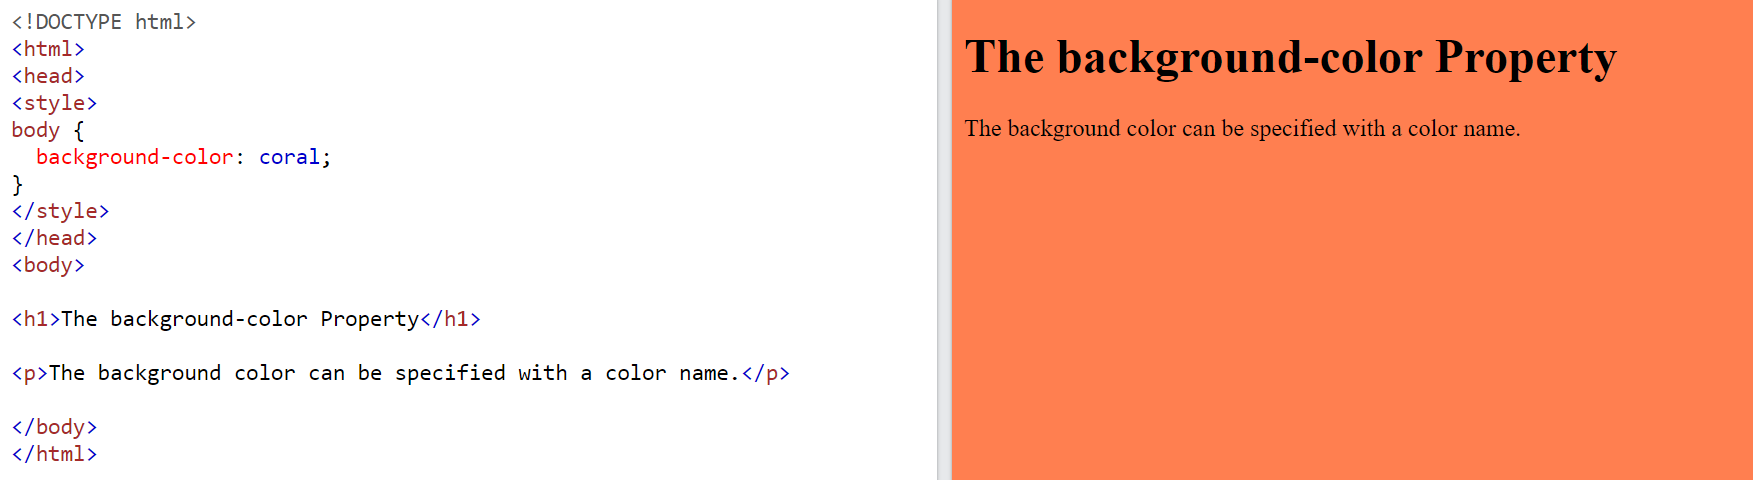 <!DOCTYPE html>
<html>
<head>
<style>
body {
  background-color: coral;
}
</style>
</head>
<body>
<h1>The background-color Property</h1>
<p>The background color can be specified with a color name.</p>
</body>
</html>
The background-color Property
The background color can be specified with a color name.